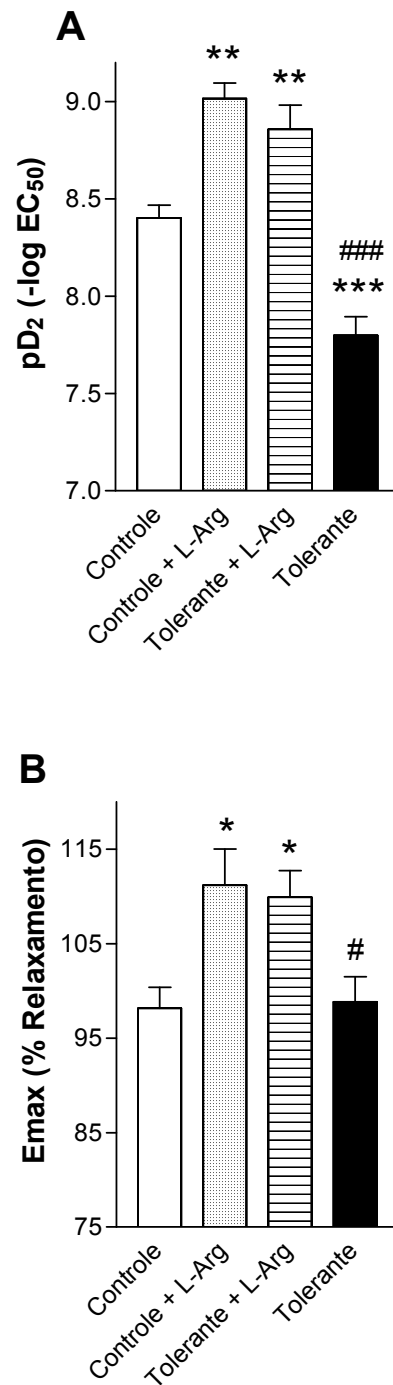 A
** **
9.0
8.5
###
8.0
***
7.5
7.0
pD₂ (-log EC₅₀)
Controle
Controle + L-Arg
Tolerante + L-Arg
Tolerante
B
115
* *
105
#
95
85
75
Emax (% Relaxamento)
Controle
Controle + L-Arg
Tolerante + L-Arg
Tolerante